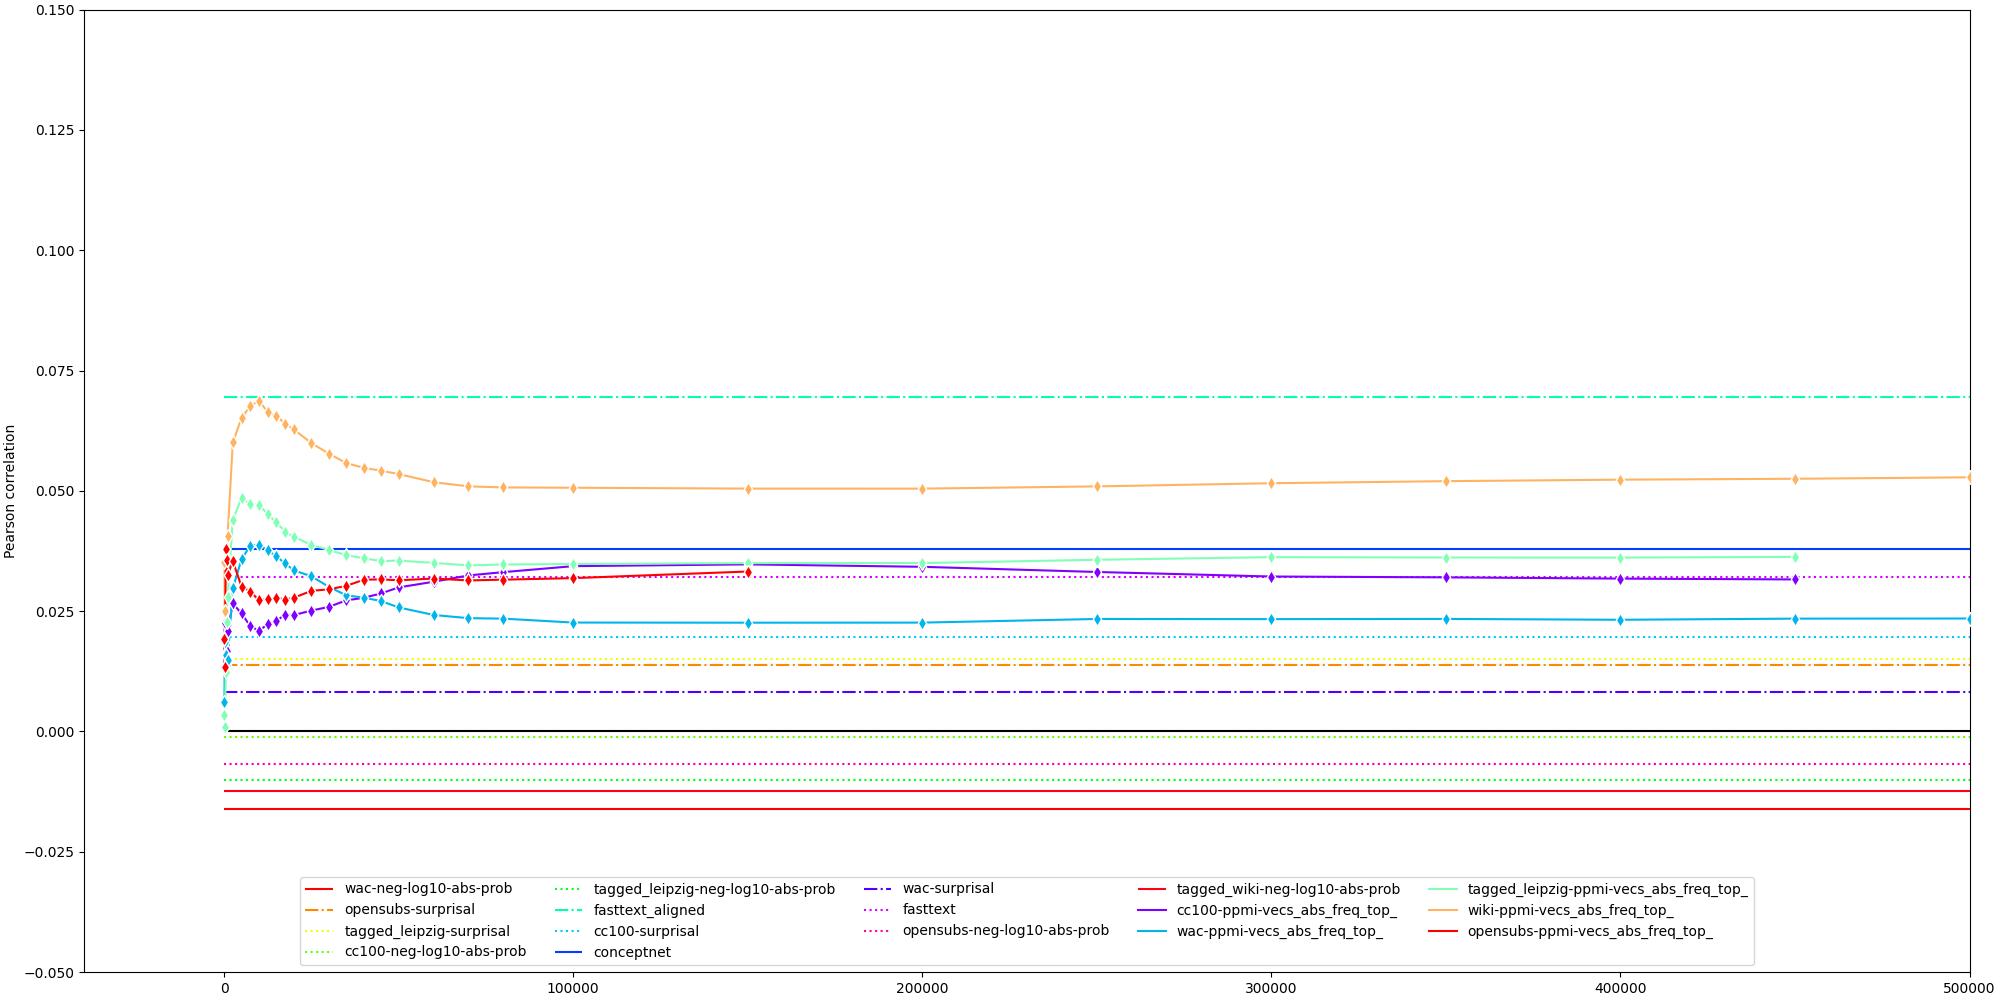 0.150
0.125
0.100
0.075
0.050
0.025
0.000
−0.025
−0.050
Pearson correlation
wac-neg-log10-abs-prob
opensubs-surprisal
tagged_leipzig-surprisal
cc100-neg-log10-abs-prob
tagged_leipzig-neg-log10-abs-prob
fasttext_aligned
cc100-surprisal
conceptnet
wac-surprisal
fasttext
opensubs-neg-log10-abs-prob
tagged_wiki-neg-log10-abs-prob
cc100-ppmi-vecs_abs_freq_top_
wac-ppmi-vecs_abs_freq_top_
tagged_leipzig-ppmi-vecs_abs_freq_top_
wiki-ppmi-vecs_abs_freq_top_
opensubs-ppmi-vecs_abs_freq_top_
0
100000
200000
300000
400000
500000